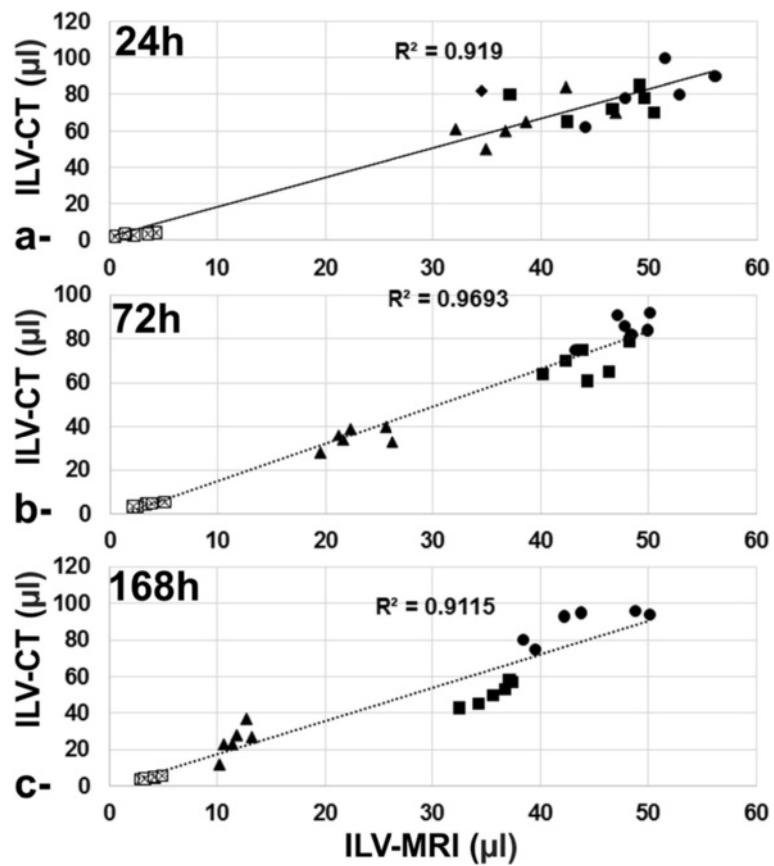 120
100
80
60
40
20
0
ILV-CT (µl)
24h
R² = 0.919
a-
0 10 20 30 40 50 60
100
80
60
40
20
0
ILV-CT (µl)
72h
R² = 0.9693
b-
0 10 20 30 40 50 60
120
100
80
60
40
20
0
ILV-CT (µl)
168h
R² = 0.9115
c-
0 10 20 30 40 50 60
ILV-MRI (µl)